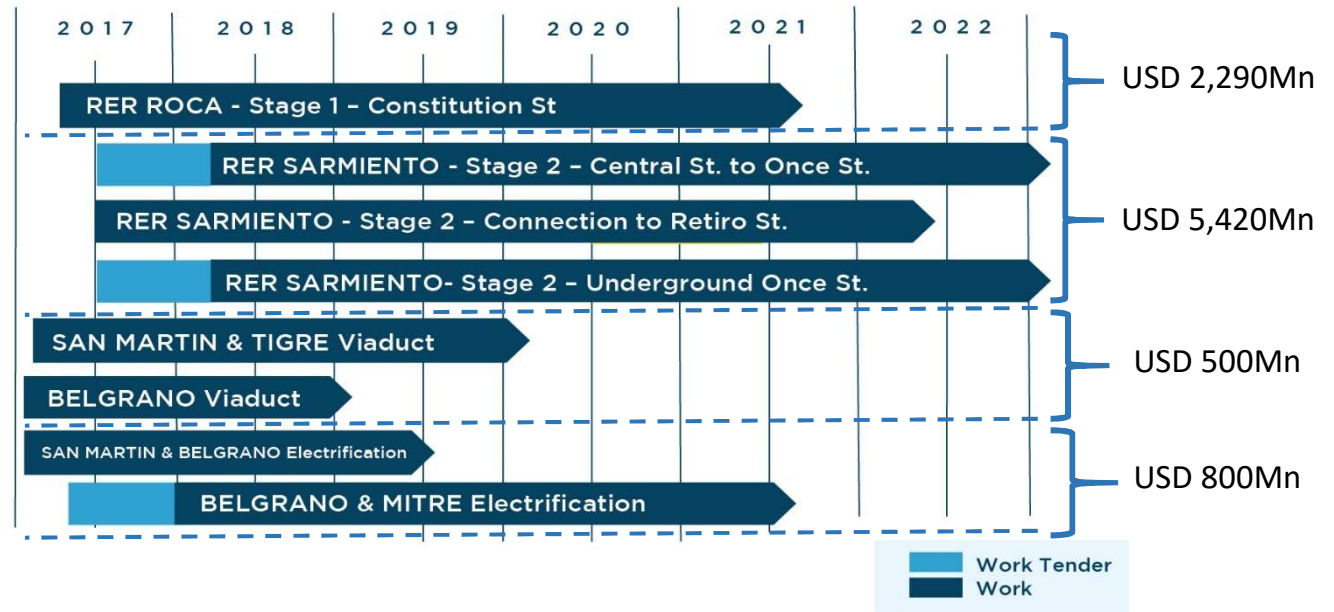 2017 2018 2019 2020 2021 2022
RER ROCA - Stage 1 – Constitution St
USD 2,290Mn
RER SARMIENTO - Stage 2 – Central St. to Once St.
RER SARMIENTO - Stage 2 – Connection to Retiro St.
USD 5,420Mn
RER SARMIENTO- Stage 2 – Underground Once St.
SAN MARTIN & TIGRE Viaduct
USD 500Mn
BELGRANO Viaduct
SAN MARTIN & BELGRANO Electrification
USD 800Mn
BELGRANO & MITRE Electrification
Work Tender
Work